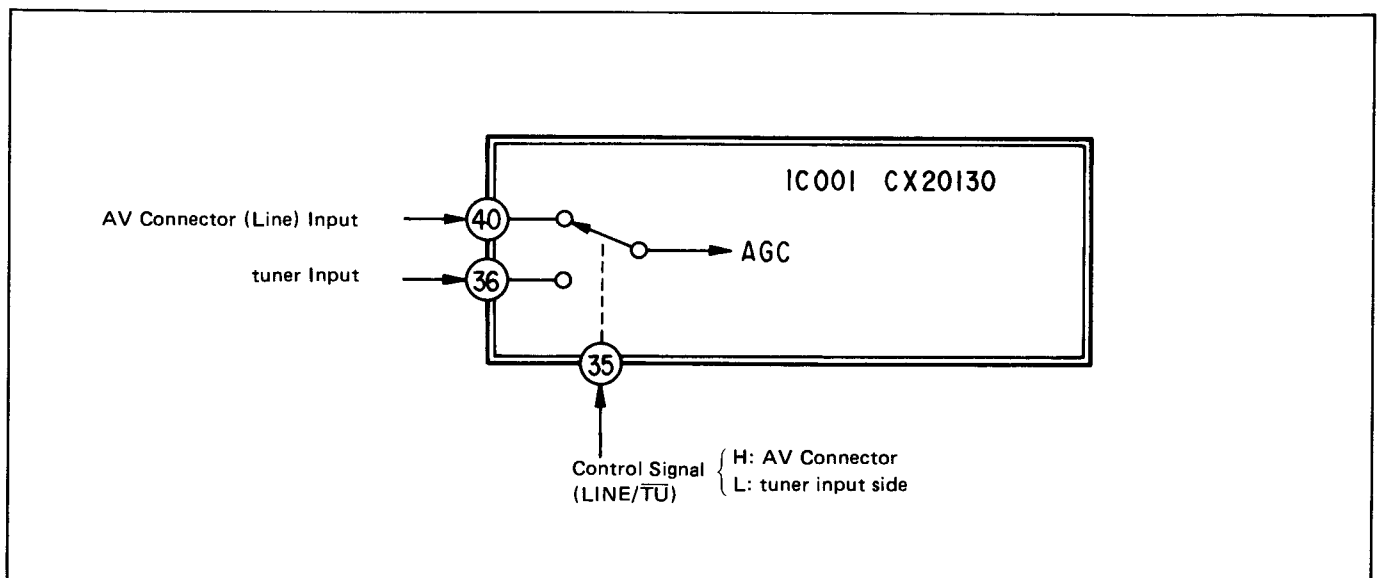 IC001 CX20130
AV Connector (Line) Input
40
AGC
tuner Input
36
35
Control Signal
(LINE/T̅U̅)
H: AV Connector
L: tuner input side